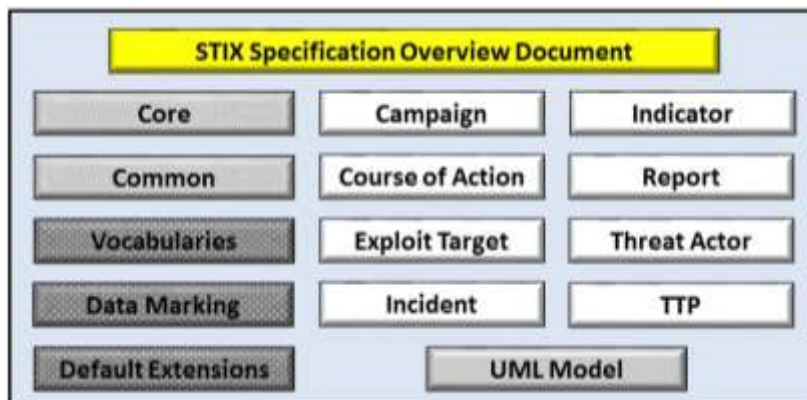 STIX Specification Overview Document
Core
Campaign
Indicator
Common
Course of Action
Report
Vocabularies
Exploit Target
Threat Actor
Data Marking
Incident
TTP
Default Extensions
UML Model